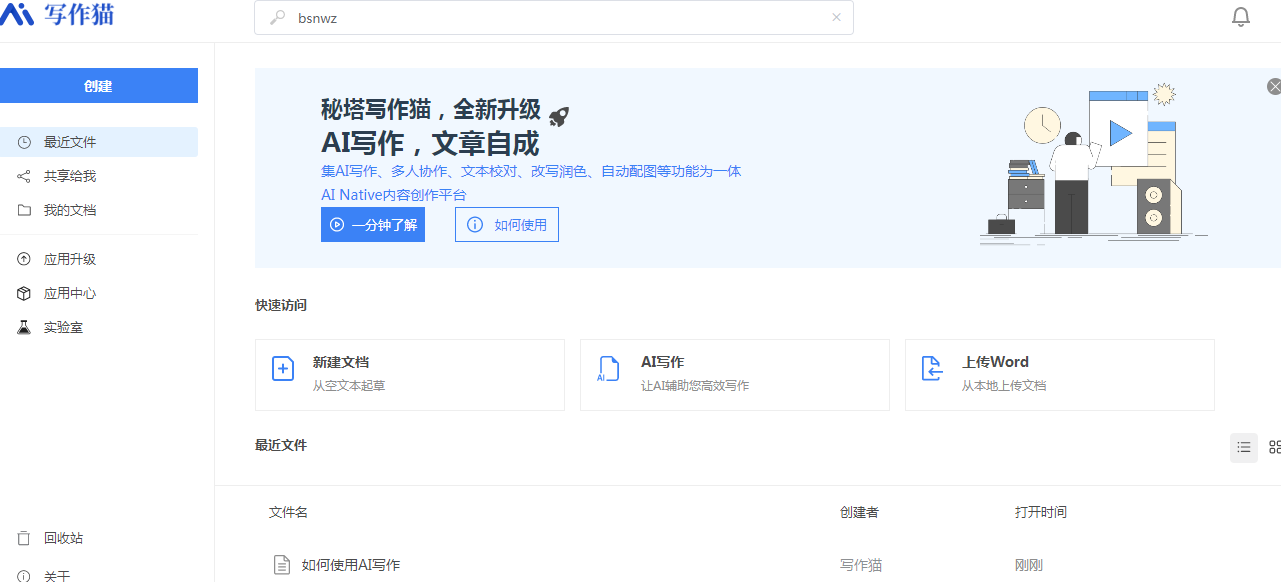 写作猫
bsnwz
创建
最近文件
共享给我
我的文档
应用升级
应用中心
实验室
回收站
关于
秘塔写作猫，全新升级
AI写作，文章自成
集AI写作、多人协作、文本校对、改写润色、自动配图等功能为一体
AI Native内容创作平台
一分钟了解
如何使用
快速访问
新建文档
从空文本起草
AI写作
让AI辅助您高效写作
上传Word
从本地上传文档
最近文件
文件名 创建者 打开时间
如何使用AI写作 写作猫 刚刚